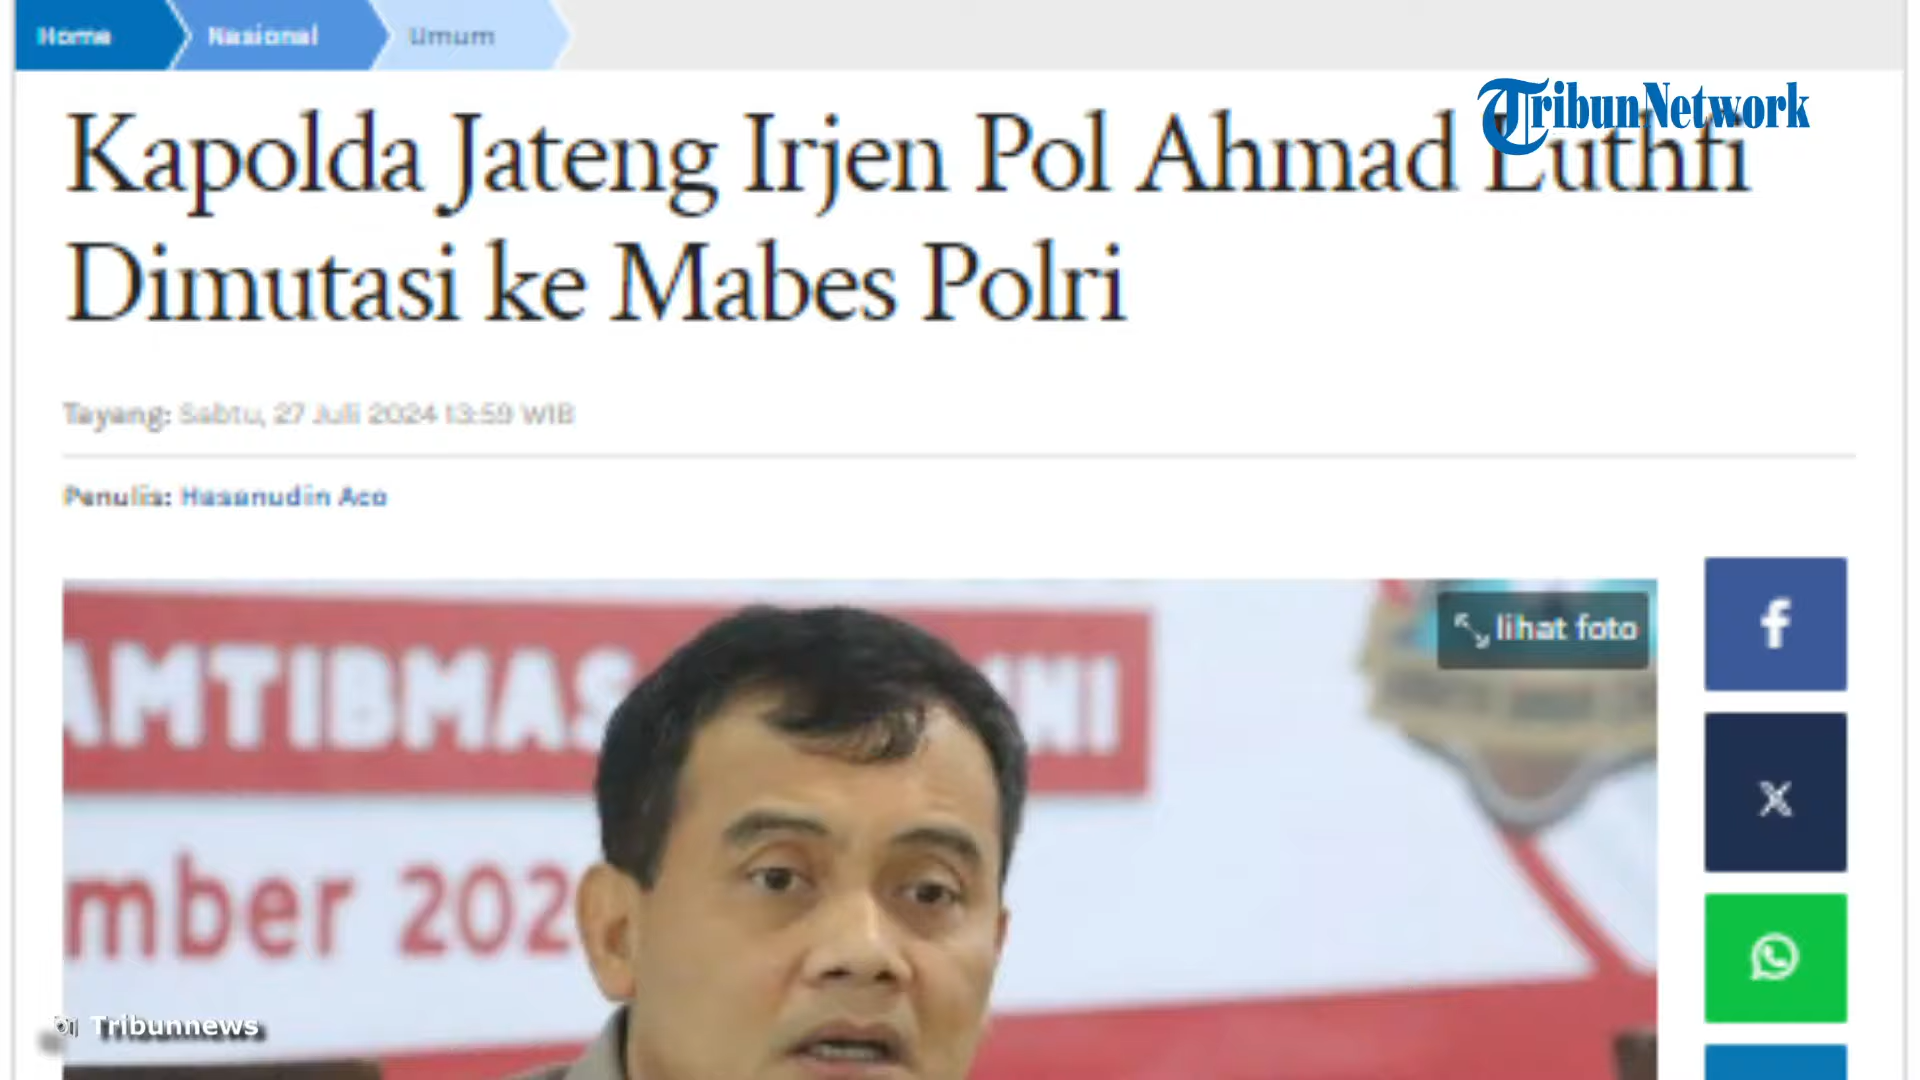 Home
Nasional
Umum
TribunNetwork
Kapolda Jateng Irjen Pol Ahmad Luthfi
Dimutasi ke Mabes Polri
Tayang: Sabtu, 27 Juli 2024 13:59 WIB
Penulis: Hasanudin Aco
lihat foto
AMTIBMAS
mber 202
Tribunnews